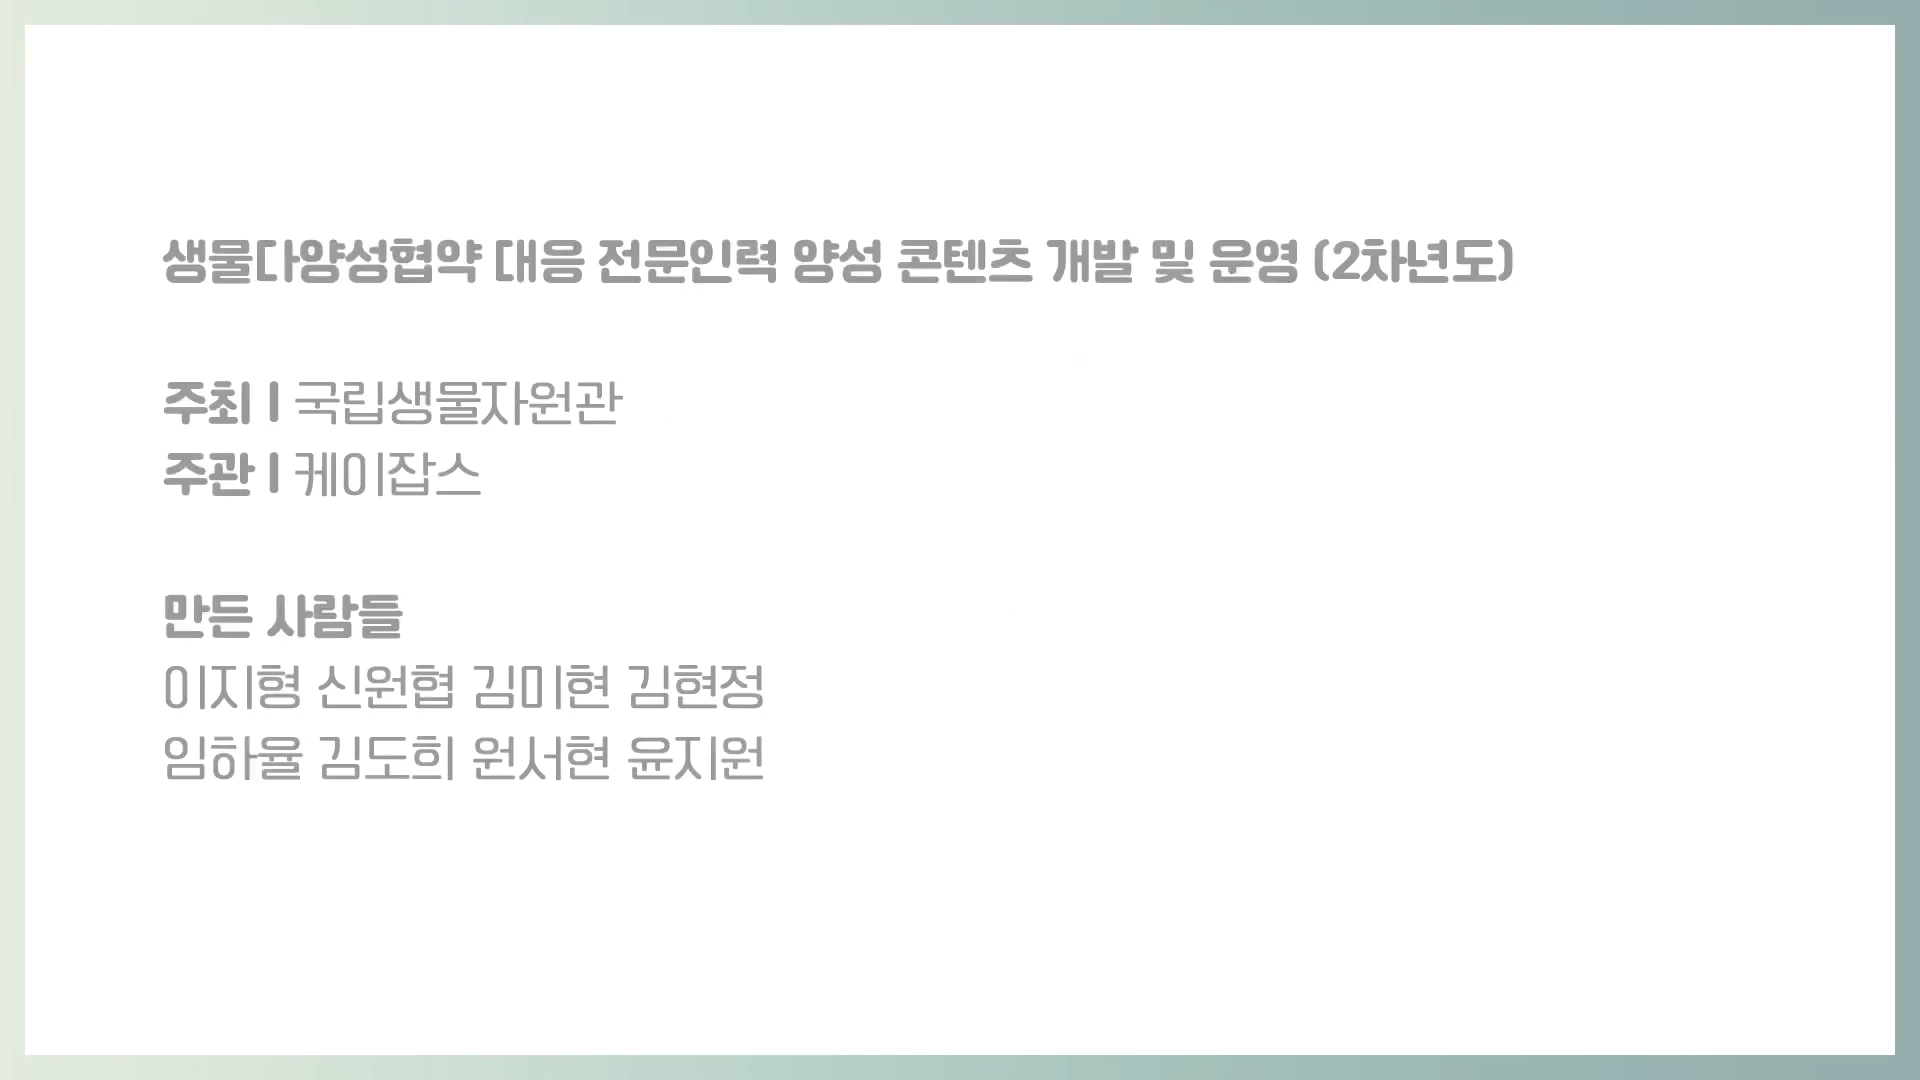 생물다양성협약 대응 전문인력 양성 콘텐츠 개발 및 운영 (2차년도)
주최 | 국립생물자원관
주관 | 케이잡스
만든 사람들
이지형 신원협 김미현 김현정
임하율 김도희 원서현 윤지원